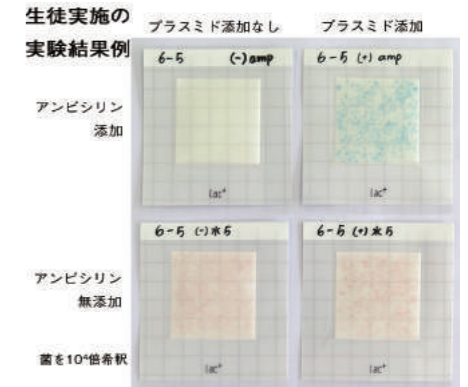 生徒実施の
実験結果例
プラスミド添加なし
プラスミド添加
6-5 (-)amp
6-5 (+) amp
アンピシリン
添加
lac⁺
lac⁺
6-5 (-)水5
6-5 (+)水5
アンピシリン
無添加
菌を10⁴倍希釈
lac⁺
lac⁺